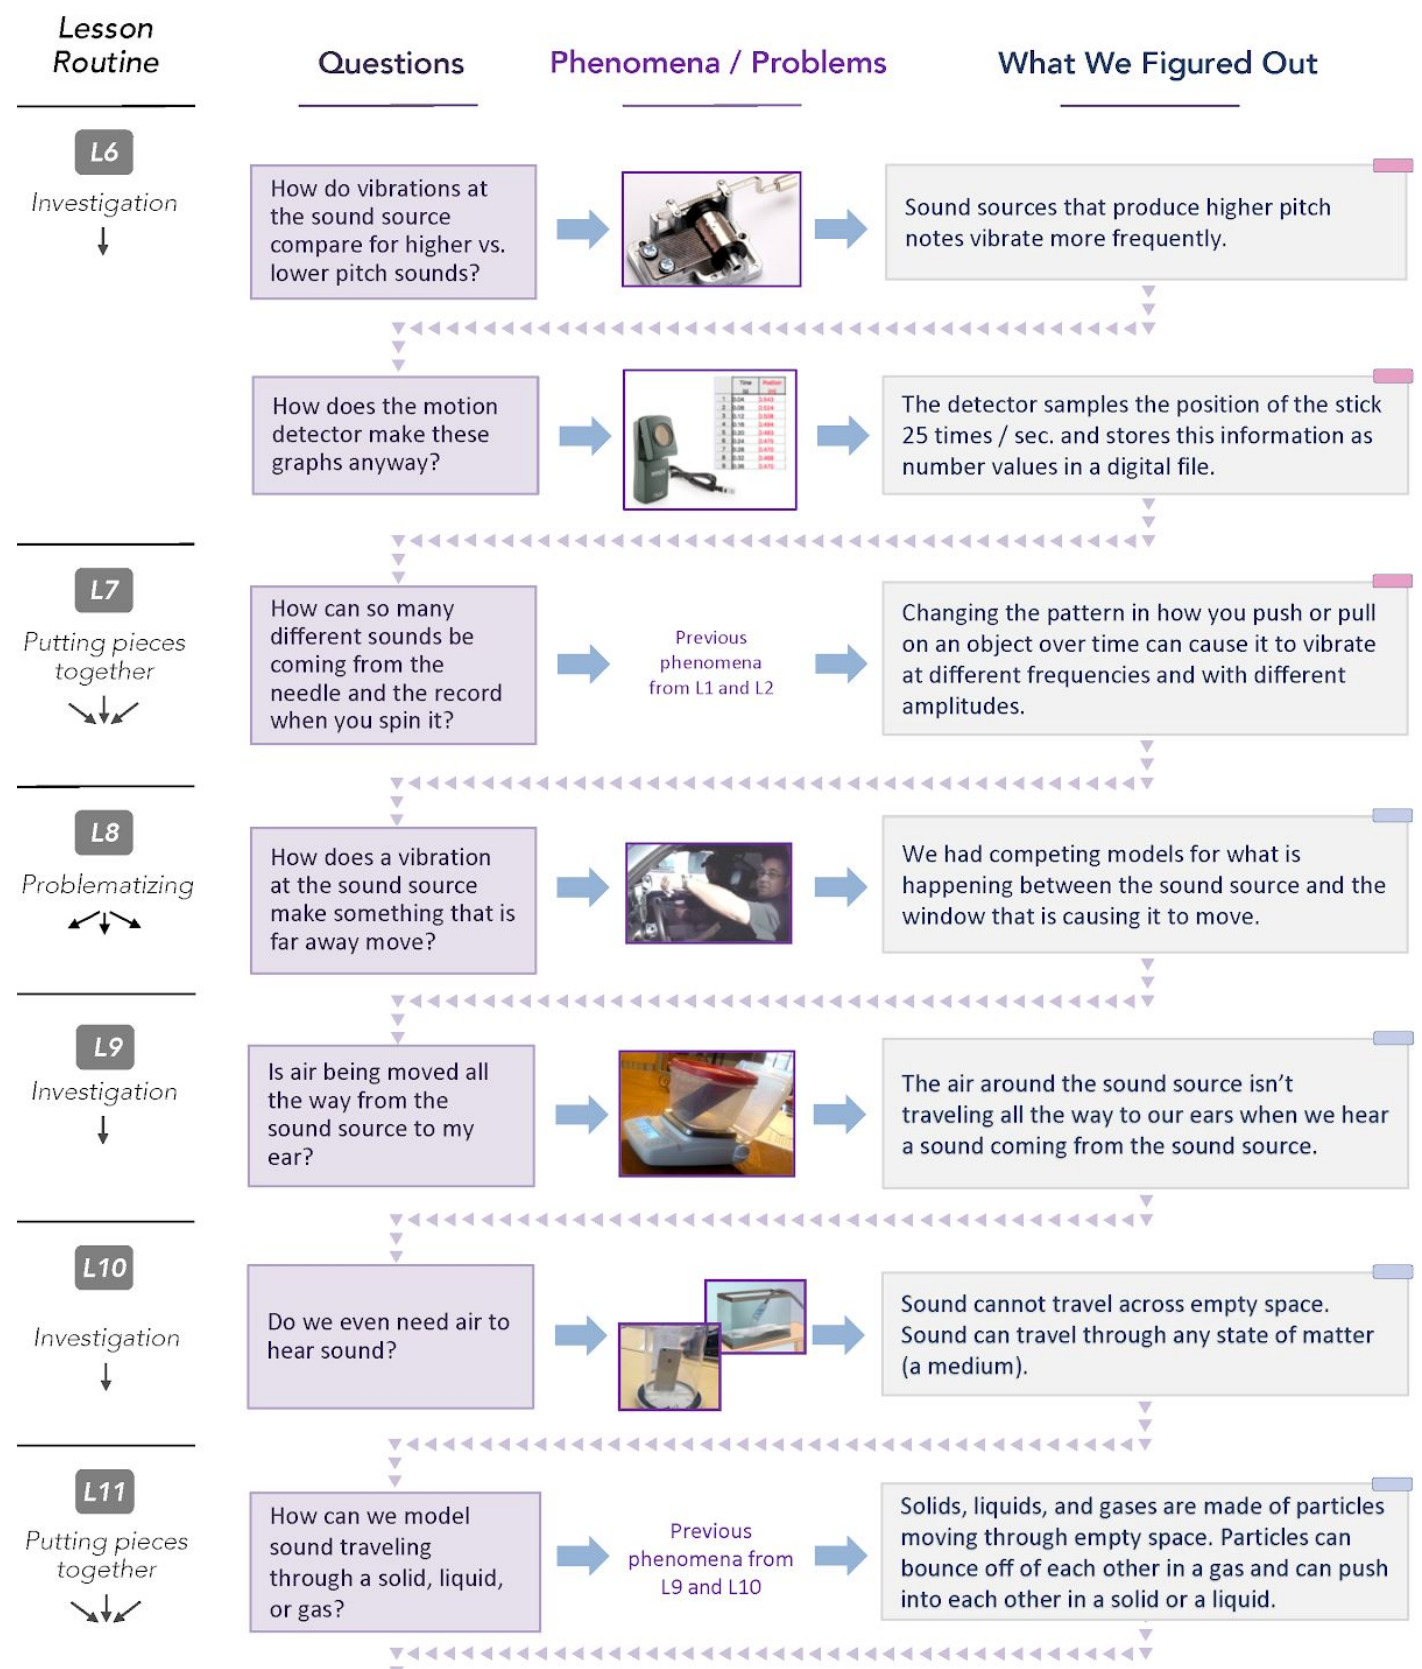 Lesson
Routine
Questions
Phenomena / Problems
What We Figured Out
L6
Investigation
How do vibrations at
the sound source
compare for higher vs.
lower pitch sounds?
Sound sources that produce higher pitch
notes vibrate more frequently.
How does the motion
detector make these
graphs anyway?
Time
Position
The detector samples the position of the stick
25 times / sec. and stores this information as
number values in a digital file.
L7
Putting pieces
together
How can so many
different sounds be
coming from the
needle and the record
when you spin it?
Previous
phenomena
from L1 and L2
Changing the pattern in how you push or pull
on an object over time can cause it to vibrate
at different frequencies and with different
amplitudes.
L8
Problematizing
How does a vibration
at the sound source
make something that is
far away move?
We had competing models for what is
happening between the sound source and the
window that is causing it to move.
L9
Investigation
Is air being moved all
the way from the
sound source to my
ear?
The air around the sound source isn’t
traveling all the way to our ears when we hear
a sound coming from the sound source.
L10
Investigation
Do we even need air to
hear sound?
Sound cannot travel across empty space.
Sound can travel through any state of matter
(a medium).
L11
Putting pieces
together
How can we model
sound traveling
through a solid, liquid,
or gas?
Previous
phenomena from
L9 and L10
Solids, liquids, and gases are made of particles
moving through empty space. Particles can
bounce off of each other in a gas and can push
into each other in a solid or a liquid.